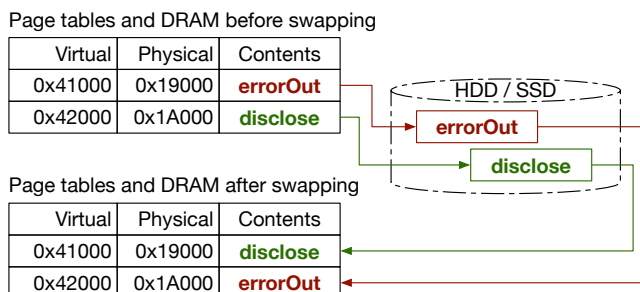 Page tables and DRAM before swapping
Virtual Physical Contents
0x41000 0x19000 errorOut
0x42000 0x1A000 disclose
HDD / SSD
errorOut
disclose
Page tables and DRAM after swapping
Virtual Physical Contents
0x41000 0x19000 disclose
0x42000 0x1A000 errorOut